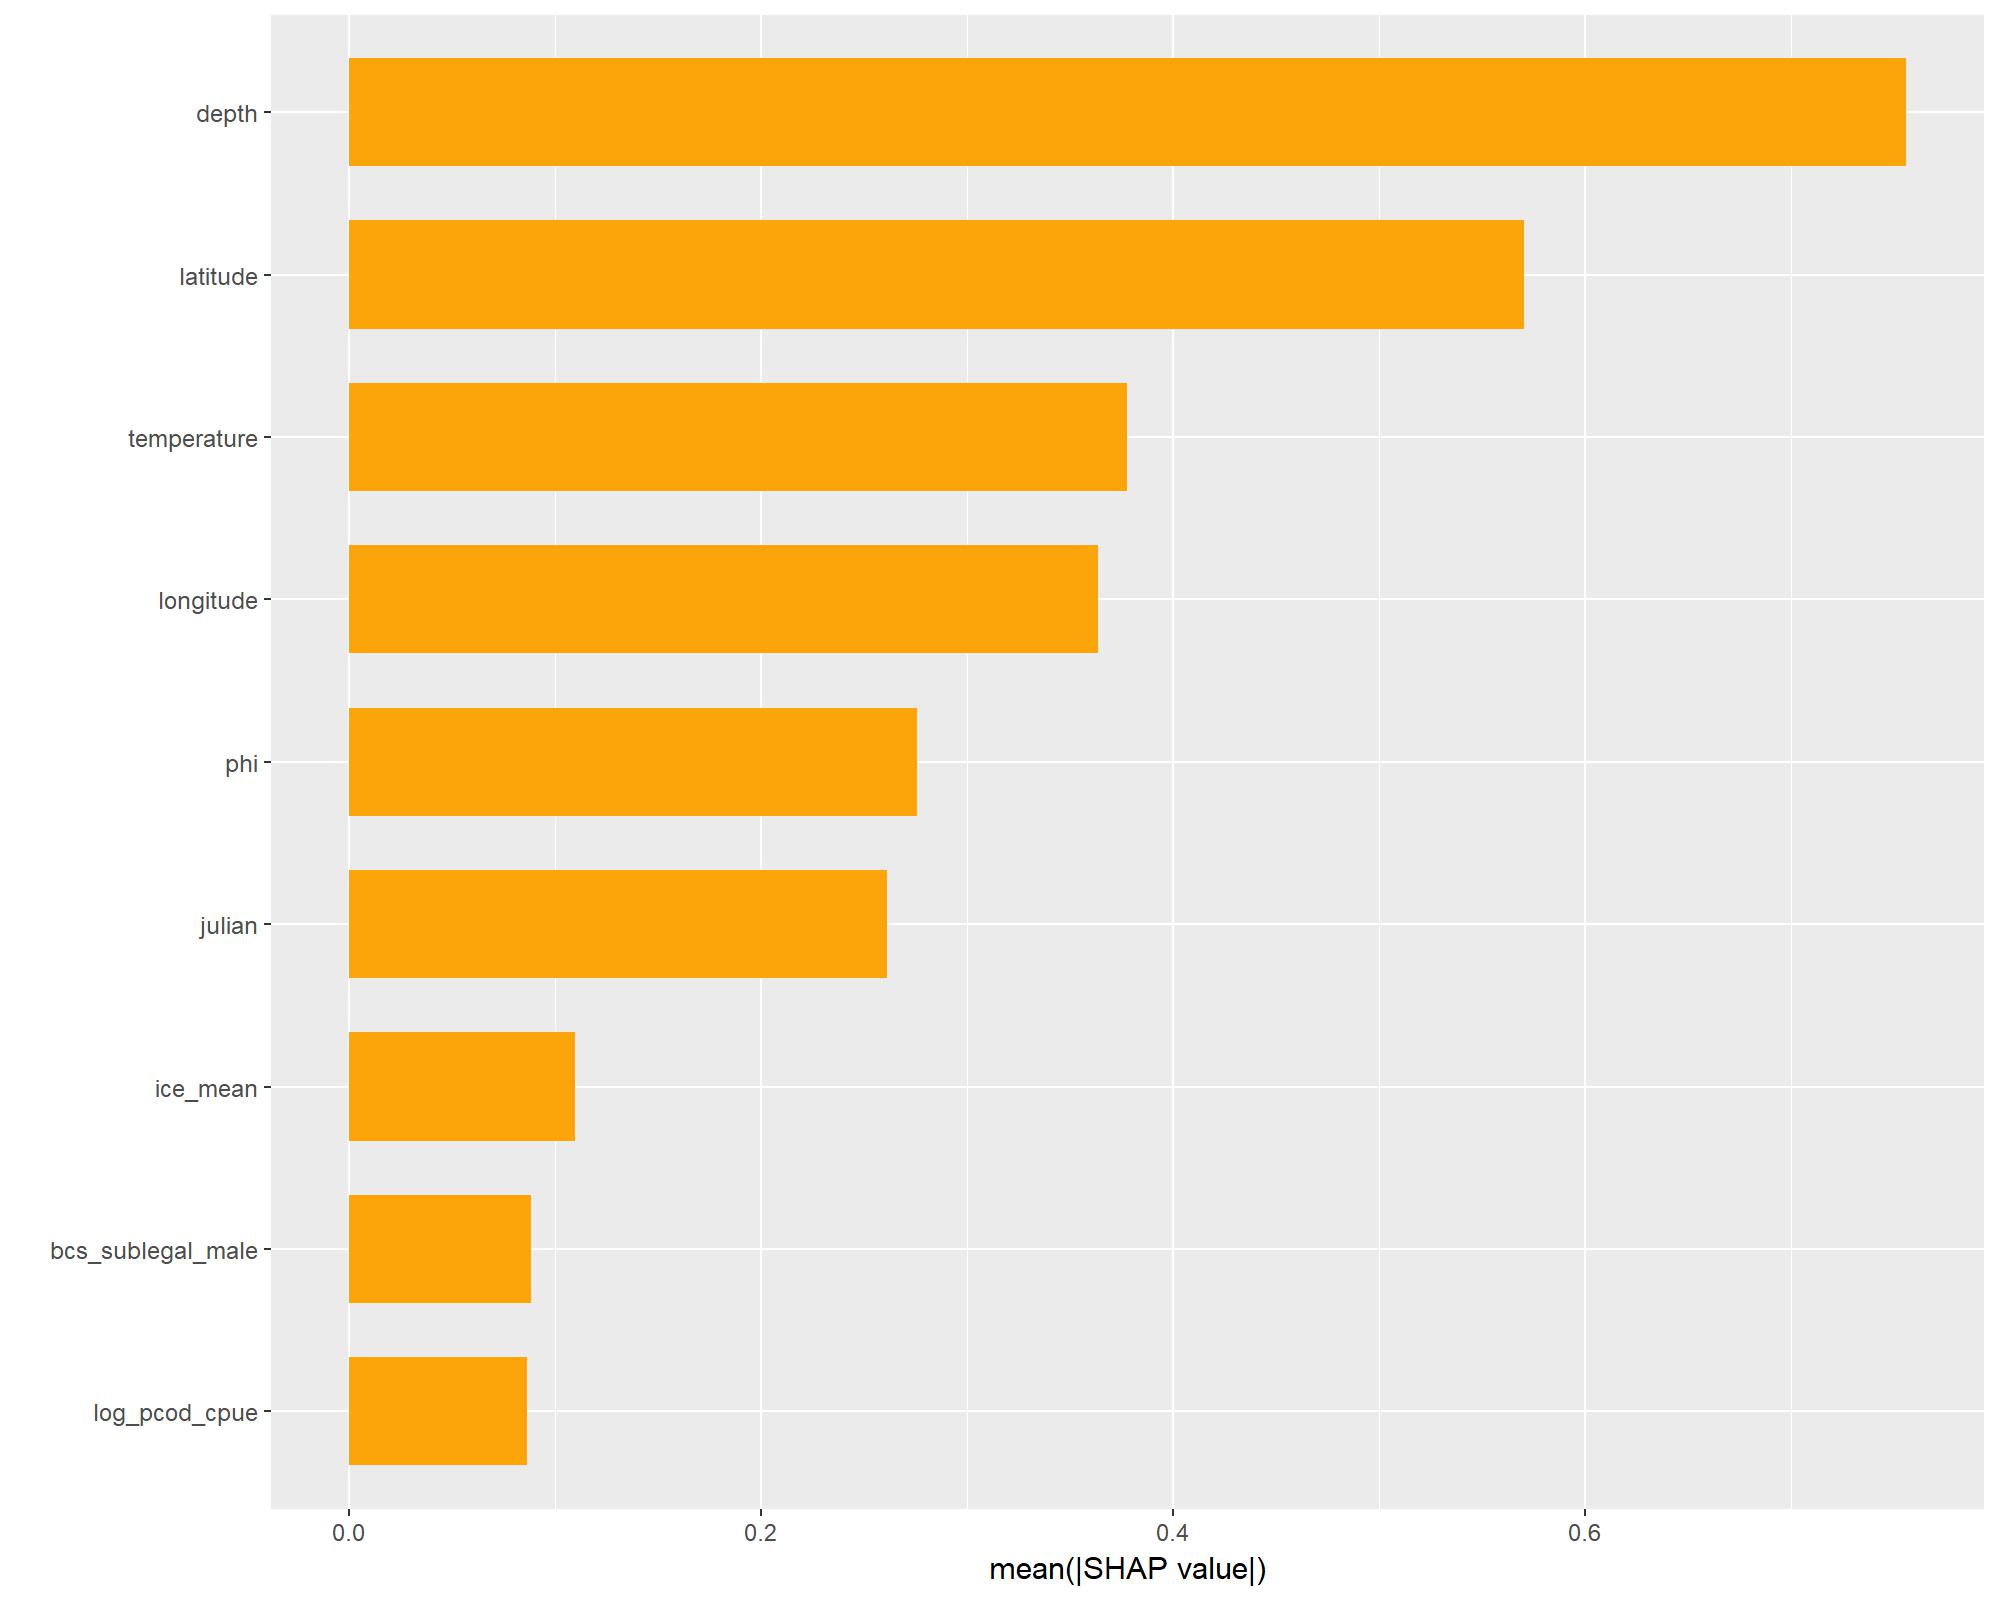 depth
latitude
temperature
longitude
phi
julian
ice_mean
bcs_sublegal_male
log_pcod_cpue
0.0 0.2 0.4 0.6
mean(|SHAP value|)